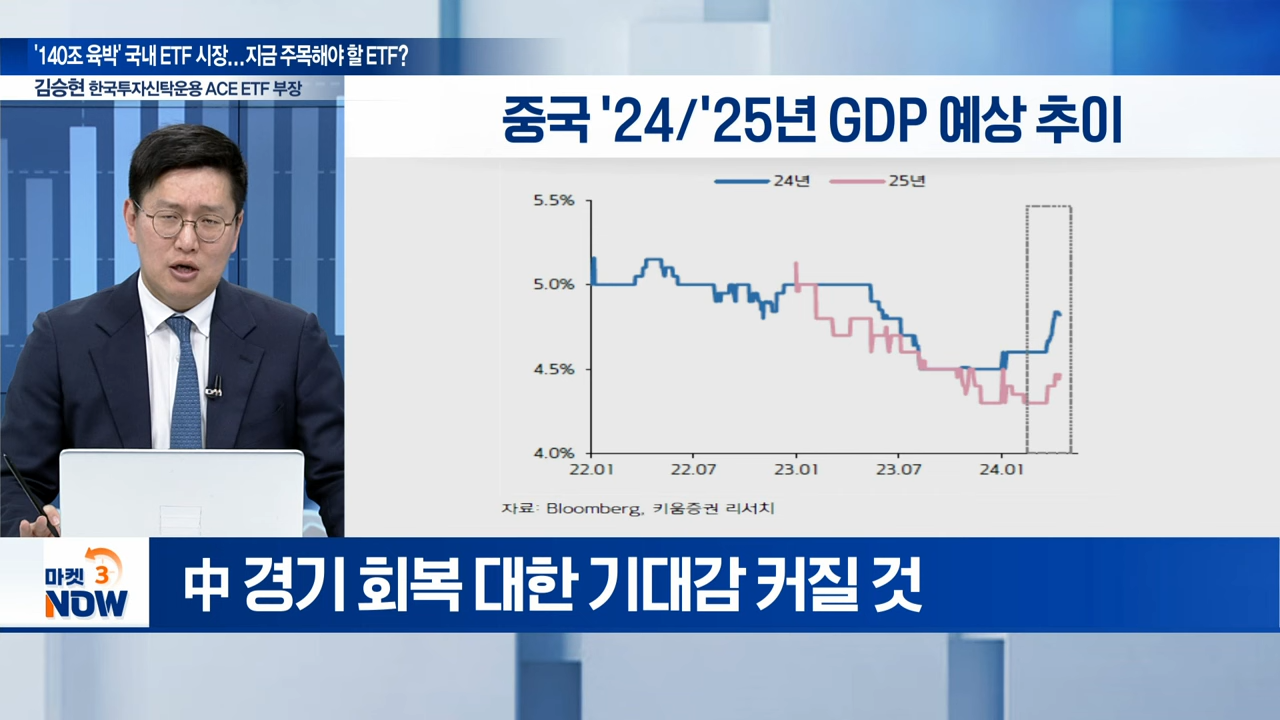 '140조 육박' 국내 ETF 시장...지금 주목해야 할 ETF?
김승현 한국투자신탁운용 ACE ETF 부장
중국 '24/'25년 GDP 예상 추이
24년 25년
5.5%
5.0%
4.5%
4.0%
22.01 22.07 23.01 23.07 24.01
자료: Bloomberg, 키움증권 리서치
마켓 3
NOW
中 경기 회복 대한 기대감 커질 것